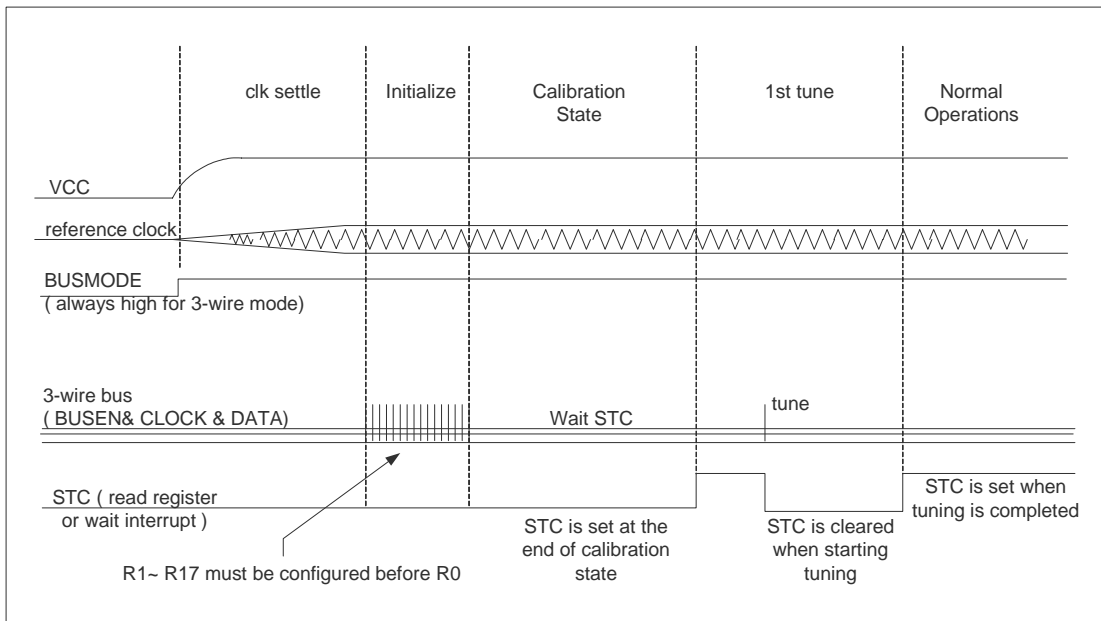 clk settle
Initialize
Calibration
State
1st tune
Normal
Operations
VCC
reference clock
BUSMODE
( always high for 3-wire mode)
3-wire bus
( BUSEN& CLOCK & DATA)
Wait STC
tune
STC ( read register
or wait interrupt )
STC is set at the
end of calibration
state
STC is cleared
when starting
tuning
STC is set when
tuning is completed
R1~ R17 must be configured before R0